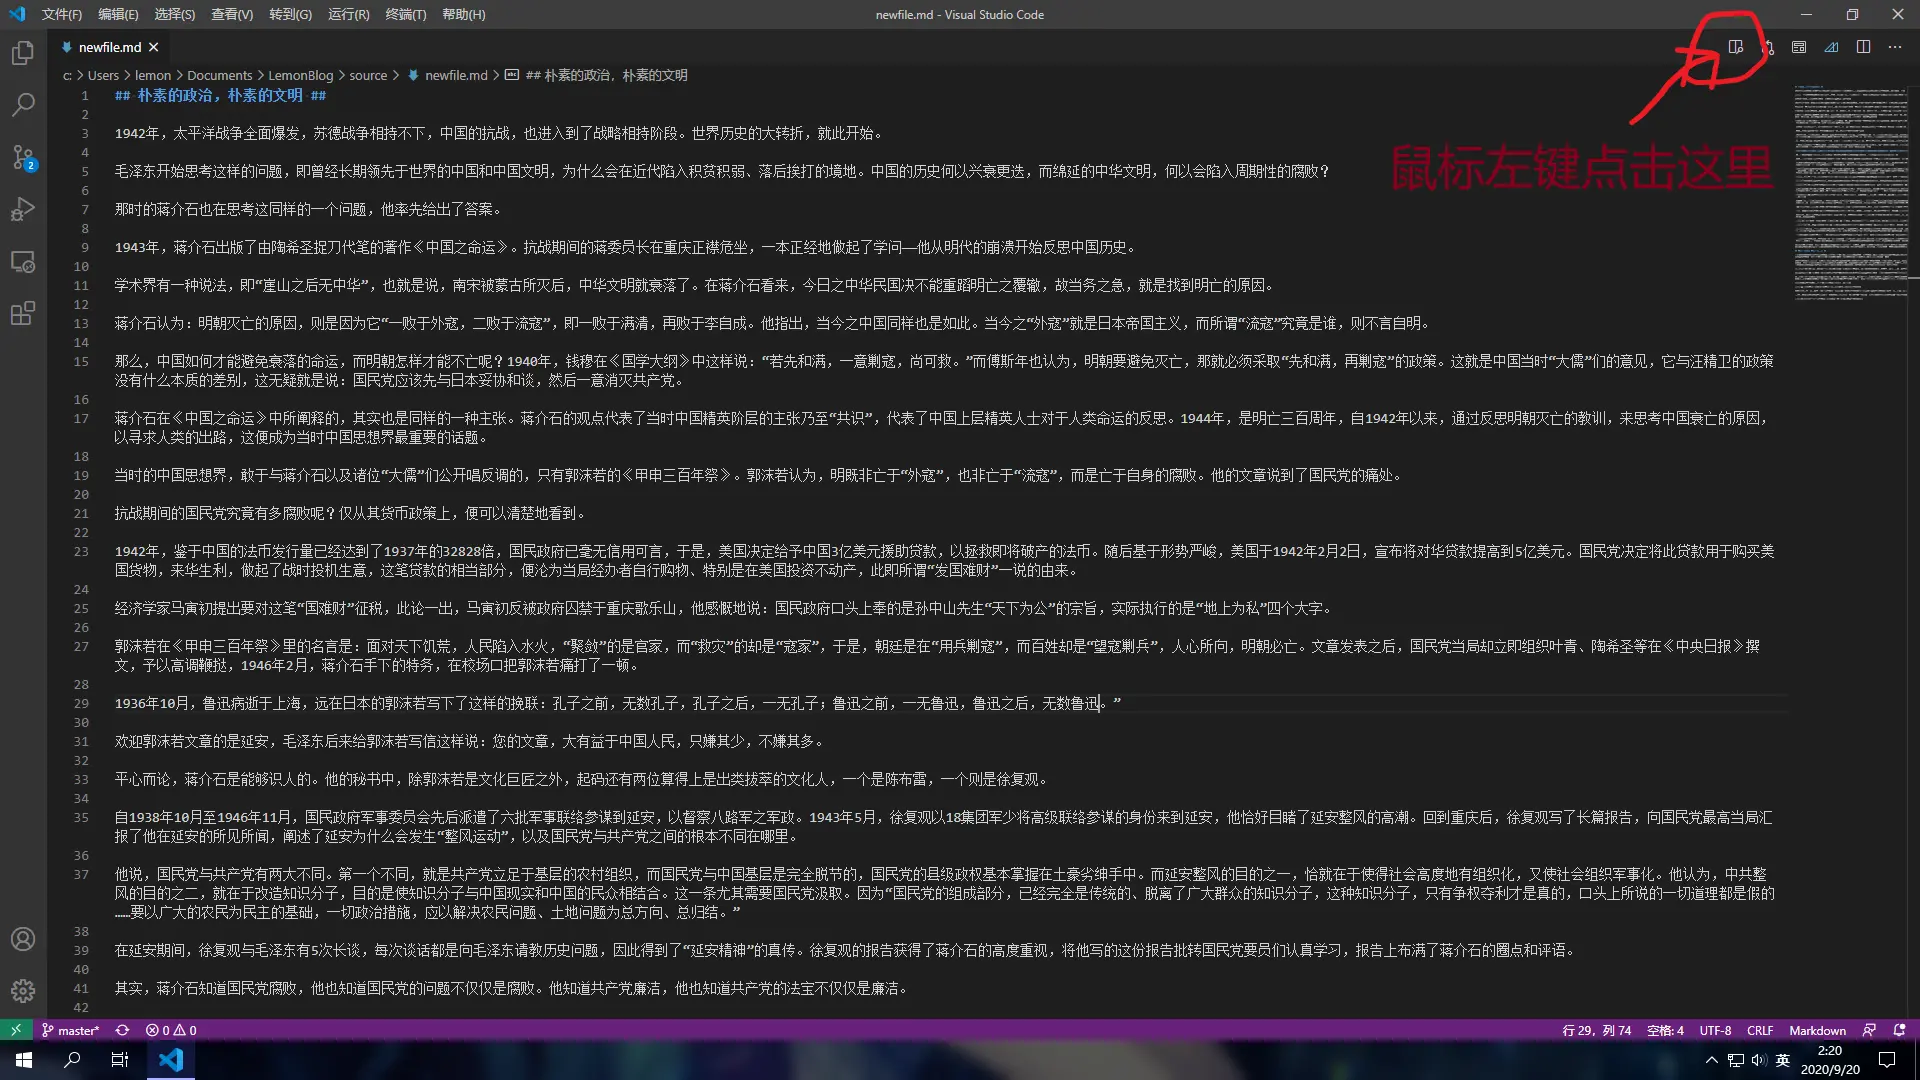 文件(F) 编辑(E) 选择(S) 查看(V) 转到(G) 运行(R) 终端(T) 帮助(H)
newfile.md - Visual Studio Code
newfile.md
c: > Users > lemon > Documents > LemonBlog > source > newfile.md > ## 朴素的政治，朴素的文明
鼠标左键点击这里
1 ## 朴素的政治，朴素的文明 ##
2
3 1942年，太平洋战争全面爆发，苏德战争相持不下，中国的抗战，也进入到了战略相持阶段。世界历史的大转折，就此开始。
4
5 毛泽东开始思考这样的问题，即曾经长期领先于世界的中国和中国文明，为什么会在近代陷入积贫积弱、落后挨打的境地。中国的历史何以兴衰更迭，而绵延的中华文明，何以会陷入周期性的腐败？
6
7 那时的蒋介石也在思考这同样的一个问题，他率先给出了答案。
8
9 1943年，蒋介石出版了由陶希圣捉刀代笔的著作《中国之命运》。抗战期间的蒋委员长在重庆正襟危坐，一本正经地做起了学问—他从明代的崩溃开始反思中国历史。
10
11 学术界有一种说法，即“崖山之后无中华”，也就是说，南宋被蒙古所灭后，中华文明就衰落了。在蒋介石看来，今日之中华民国决不能重蹈明亡之覆辙，故当务之急，就是找到明亡的原因。
12
13 蒋介石认为：明朝灭亡的原因，则是因为它“一败于外寇，二败于流寇”，即一败于满清，再败于李自成。他指出，当今之中国同样也是如此。当今之“外寇”就是日本帝国主义，而所谓“流寇”究竟是谁，则不言自明。
14
15 那么，中国如何才能避免衰落的命运，而明朝怎样才能不亡呢？1940年，钱穆在《国学大纲》中这样说：“若先和满，一意剿寇，尚可救。”而傅斯年也认为，明朝要避免灭亡，那就必须采取“先和满，再剿寇”的政策。这就是中国当时“大儒”们的意见，它与汪精卫的政策
没有什么本质的差别，这无疑就是说：国民党应该先与日本妥协和谈，然后一意消灭共产党。
16
17 蒋介石在《中国之命运》中所阐释的，其实也是同样的一种主张。蒋介石的观点代表了当时中国精英阶层的主张乃至“共识”，代表了中国上层精英人士对于人类命运的反思。1944年，是明亡三百周年，自1942年以来，通过反思明朝灭亡的教训，来思考中国衰亡的原因，
以寻求人类的出路，这便成为当时中国思想界最重要的话题。
18
19 当时的中国思想界，敢于与蒋介石以及诸位“大儒”们公开唱反调的，只有郭沫若的《甲申三百年祭》。郭沫若认为，明既非亡于“外寇”，也非亡于“流寇”，而是亡于自身的腐败。他的文章说到了国民党的痛处。
20
21 抗战期间的国民党究竟有多腐败呢？仅从其货币政策上，便可以清楚地看到。
22
23 1942年，鉴于中国的法币发行量已经达到了1937年的32828倍，国民政府已毫无信用可言，于是，美国决定给予中国3亿美元援助贷款，以拯救即将破产的法币。随后基于形势严峻，美国于1942年2月2日，宣布将对华贷款提高到5亿美元。国民党决定将此贷款用于购买美
国货物，来华生利，做起了战时投机生意，这笔贷款的相当部分，便沦为当局经办者自行购物、特别是在美国投资不动产，此即所谓“发国难财”一说的由来。
24
25 经济学家马寅初提出要对这笔“国难财”征税，此论一出，马寅初反被政府囚禁于重庆歌乐山，他感慨地说：国民政府口头上奉的是孙中山先生“天下为公”的宗旨，实际执行的是“地上为私”四个大字。
26
27 郭沫若在《甲申三百年祭》里的名言是：面对天下饥荒，人民陷入水火，“聚敛”的是官家，而“救灾”的却是“寇家”，于是，朝廷是在“用兵剿寇”，而百姓却是“望寇剿兵”，人心所向，明朝必亡。文章发表之后，国民党当局却立即组织叶青、陶希圣等在《中央日报》撰
文，予以高调鞭挞，1946年2月，蒋介石手下的特务，在校场口把郭沫若痛打了一顿。
28
29 1936年10月，鲁迅病逝于上海，远在日本的郭沫若写下了这样的挽联：孔子之前，无数孔子，孔子之后，一无孔子；鲁迅之前，一无鲁迅，鲁迅之后，无数鲁迅。”
30
31 欢迎郭沫若文章的是延安，毛泽东后来给郭沫若写信这样说：您的文章，大有益于中国人民，只嫌其少，不嫌其多。
32
33 平心而论，蒋介石是能够识人的。他的秘书中，除郭沫若是文化巨匠之外，起码还有两位算得上是出类拔萃的文化人，一个是陈布雷，一个则是徐复观。
34
35 自1938年10月至1946年11月，国民政府军事委员会先后派遣了六批军事联络参谋到延安，以督察八路军之军政。1943年5月，徐复观以18集团军少将高级联络参谋的身份来到延安，他恰好目睹了延安整风的高潮。回到重庆后，徐复观写了长篇报告，向国民党最高当局汇
报了他在延安的所见所闻，阐述了延安为什么会发生“整风运动”，以及国民党与共产党之间的根本不同在哪里。
36
37 他说，国民党与共产党有两大不同。第一个不同，就是共产党立足于基层的农村组织，而国民党与中国基层是完全脱节的，国民党的县级政权基本掌握在土豪劣绅手中。而延安整风的目的之一，恰就在于使得社会高度地有组织化，又使社会组织军事化。他认为，中共整
风的目的之二，就在于改造知识分子，目的是使知识分子与中国现实和中国的民众相结合。这一条尤其需要国民党汲取。因为“国民党的组成部分，已经完全是传统的、脱离了广大群众的知识分子，这种知识分子，只有争权夺利才是真的，口头上所说的一切道理都是假的
……要以广大的农民为民主的基础，一切政治措施，应以解决农民问题、土地问题为总方向、总归结。”
38
39 在延安期间，徐复观与毛泽东有5次长谈，每次谈话都是向毛泽东请教历史问题，因此得到了“延安精神”的真传。徐复观的报告获得了蒋介石的高度重视，将他写的这份报告批转国民党要员们认真学习，报告上布满了蒋介石的圈点和评语。
40
41 其实，蒋介石知道国民党腐败，他也知道国民党的问题不仅仅是腐败。他知道共产党廉洁，他也知道共产党的法宝不仅仅是廉洁。
42
2
master* 0 0 行 29，列 74 空格: 4 UTF-8 CRLF Markdown
英 2:20
2020/9/20